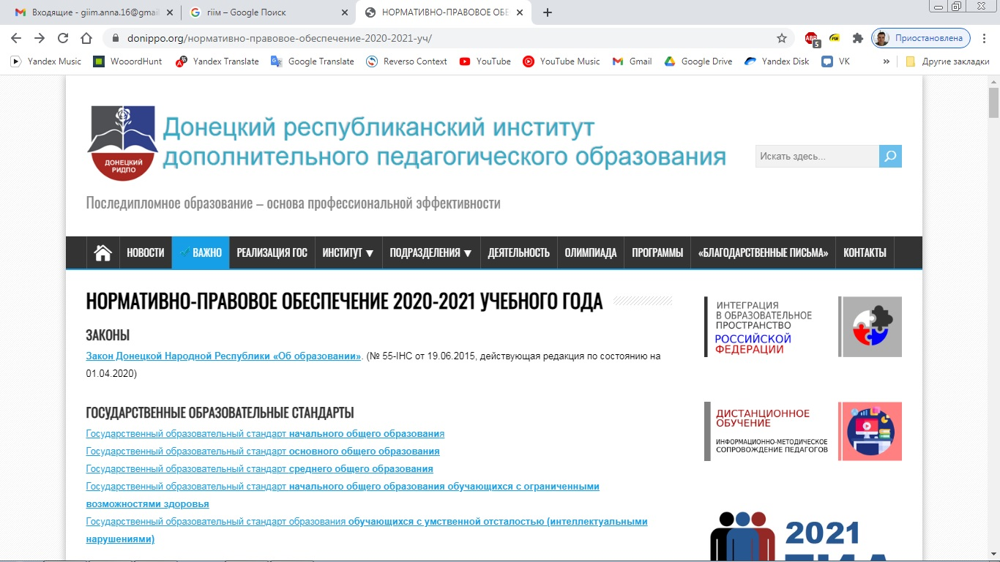 Входящие - giim.anna.16@gmai
riiм – Google Поиск
НОРМАТИВНО-ПРАВОВОЕ ОБЕ
donippo.org/нормативно-правовое-обеспечение-2020-2021-уч/
ABP
5
PDF
Приостановлена
Yandex Music
WooordHunt
Yandex Translate
Google Translate
Reverso Context
YouTube
YouTube Music
Gmail
Google Drive
Yandex Disk
VK
»
Другие закладки
ДОНЕЦКИЙ
РИДПО
Донецкий республиканский институт
дополнительного педагогического образования
Искать здесь...
Последипломное образование – основа профессиональной эффективности
НОВОСТИ
ВАЖНО
РЕАЛИЗАЦИЯ ГОС
ИНСТИТУТ ▼
ПОДРАЗДЕЛЕНИЯ ▼
ДЕЯТЕЛЬНОСТЬ
ОЛИМПИАДА
ПРОГРАММЫ
«БЛАГОДАРСТВЕННЫЕ ПИСЬМА»
КОНТАКТЫ
НОРМАТИВНО-ПРАВОВОЕ ОБЕСПЕЧЕНИЕ 2020-2021 УЧЕБНОГО ГОДА
ЗАКОНЫ
Закон Донецкой Народной Республики «Об образовании». (№ 55-IHC от 19.06.2015, действующая редакция по состоянию на
01.04.2020)
ГОСУДАРСТВЕННЫЕ ОБРАЗОВАТЕЛЬНЫЕ СТАНДАРТЫ
Государственный образовательный стандарт начального общего образования
Государственный образовательный стандарт основного общего образования
Государственный образовательный стандарт среднего общего образования
Государственный образовательный стандарт начального общего образования обучающихся с ограниченными
возможностями здоровья
Государственный образовательный стандарт образования обучающихся с умственной отсталостью (интеллектуальными
нарушениями)
ИНТЕГРАЦИЯ
В ОБРАЗОВАТЕЛЬНОЕ
ПРОСТРАНСТВО
РОССИЙСКОЙ
ФЕДЕРАЦИИ
ДИСТАНЦИОННОЕ
ОБУЧЕНИЕ
ИНФОРМАЦИОННО-МЕТОДИЧЕСКОЕ
СОПРОВОЖДЕНИЕ ПЕДАГОГОВ
2021
ГИА